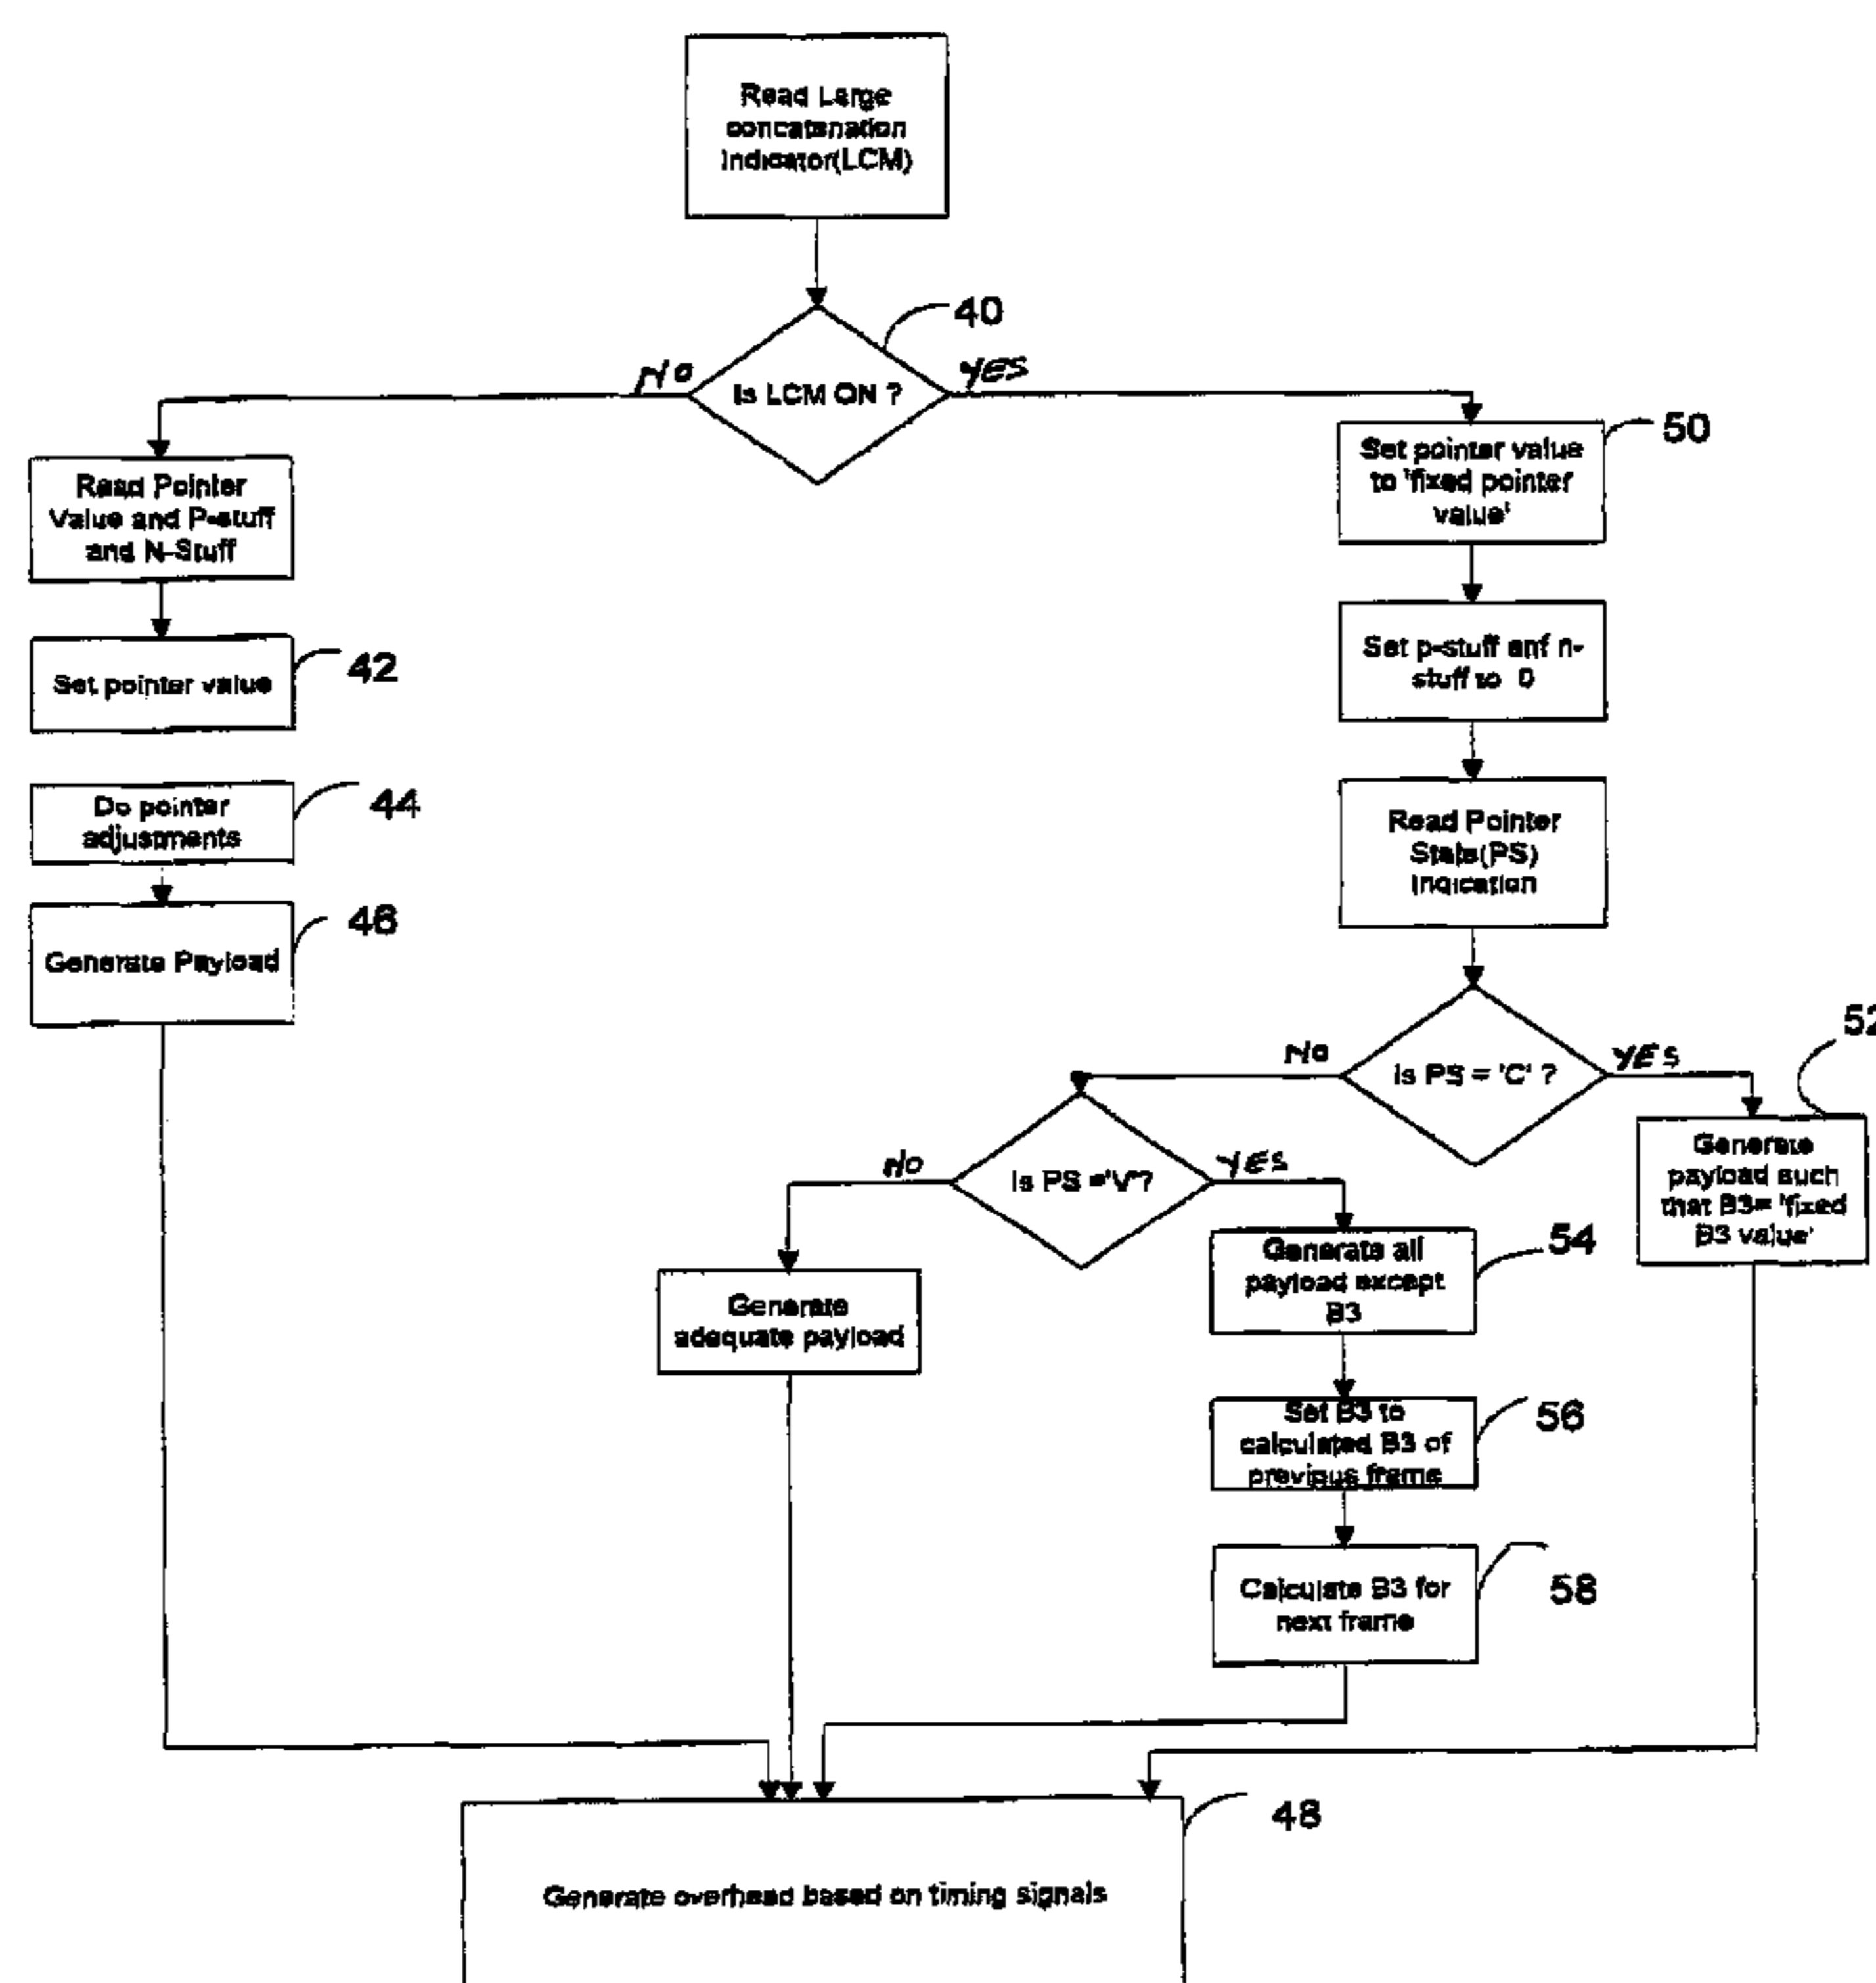 Read Large
concatenation
Indicator(LCM)
40
Is LCM ON ?
NO
YES
50
Set pointer value
to 'fixed pointer
value'
Read Pointer
Value and P-stuff
and N-Stuff
Set p-stuff anf n-
stuff to 0
42
Set pointer value
44
Do pointer
adjustments
Read Pointer
State(PS)
Indication
46
Generate Payload
52
Is PS = 'C' ?
NO
YES
Is PS ='V'?
NO
YES
Generate
payload such
that B3= 'fixed
B3 value'
54
Generate all
payload except
B3
Generate
adequate payload
56
Set B3 to
calculated B3 of
previous frame
58
Calculate B3 for
next frame
48
Generate overhead based on timing signals